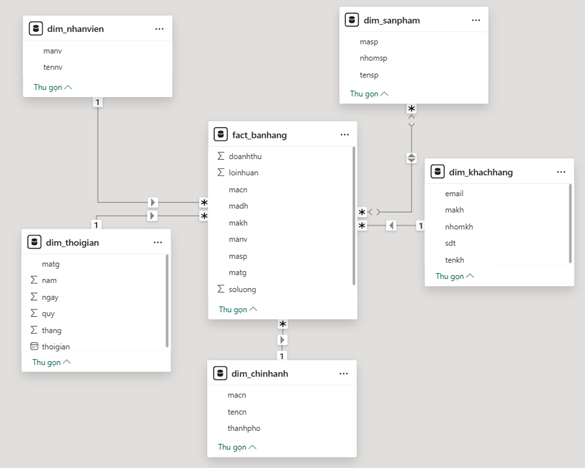 dim_nhanvien
manv
tennv
Thu gọn
dim_sanpham
masp
nhomsp
tensp
Thu gọn
fact_banhang
doanhthu
loinhuan
macn
madh
makh
manv
masp
matg
soluong
Thu gọn
dim_khachhang
email
makh
nhomkh
sdt
tenkh
Thu gọn
dim_thoigian
matg
nam
ngay
quy
thang
thoigian
Thu gọn
dim_chinhanh
macn
tencn
thanhpho
Thu gọn
1
1
1
1
*
*
*
*
*
*